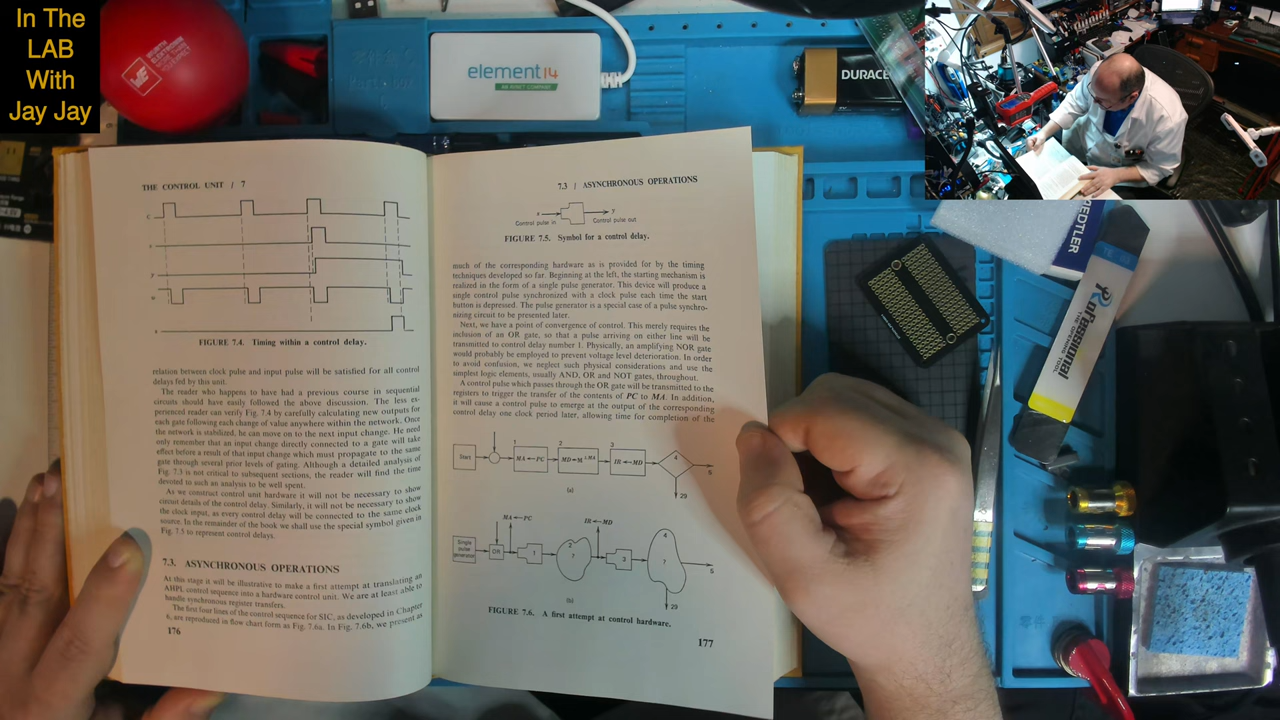 In The
LAB
With
Jay Jay
element14
AN AVNET COMPANY
DURACE
AEDTLER
Professional
THE OPENING TOOL
THE CONTROL UNIT / 7
C
y
FIGURE 7.4. Timing within a control delay.
relation between clock pulse and input pulse will be satisfied for all control
delays fed by this unit.
The reader who happens to have had a previous course in sequential
circuits should have easily followed the above discussion. The less ex-
perienced reader can verify Fig. 7.4 by carefully calculating new outputs for
each gate following each change of value anywhere within the network. Once
the network is stabilized, he can move on to the next input change. He need
only remember that an input change directly connected to a gate will take
effect before a result of that input change which must propagate to the same
gate through several prior levels of gating. Although a detailed analysis of
Fig. 7.3 is not critical to subsequent sections, the reader will find the time
devoted to such an analysis to be well spent.
As we construct control unit hardware it will not be necessary to show
circuit details of the control delay. Similarly, it will not be necessary to show
the clock input, as every control delay will be connected to the same clock
source. In the remainder of the book we shall use the special symbol given in
Fig. 7.5 to represent control delays.
7.3. ASYNCHRONOUS OPERATIONS
At this stage it will be illustrative to make a first attempt at translating an
AHPL control sequence into a hardware control unit. We are at least able to
handle synchronous register transfers.
The first four lines of the control sequence for SIC, as developed in Chapter
6, are reproduced in flow chart form as Fig. 7.6a. In Fig. 7.6b, we present as
176
7.3 / ASYNCHRONOUS OPERATIONS
x y
Control pulse in Control pulse out
FIGURE 7.5. Symbol for a control delay.
much of the corresponding hardware as is provided for by the timing
techniques developed so far. Beginning at the left, the starting mechanism is
realized in the form of a single pulse generator. This device will produce a
single control pulse synchronized with a clock pulse each time the start
button is depressed. The pulse generator is a special case of a pulse synchro-
nizing circuit to be presented later.
Next, we have a point of convergence of control. This merely requires the
inclusion of an OR gate, so that a pulse arriving on either line will be
transmitted to control delay number 1. Physically, an amplifying NOR gate
would probably be employed to prevent voltage level deterioration. In order
to avoid confusion, we neglect such physical considerations and use the
simplest logic elements, usually AND, OR and NOT gates, throughout.
A control pulse which passes through the OR gate will be transmitted to the
registers to trigger the transfer of the contents of PC to MA. In addition,
it will cause a control pulse to emerge at the output of the corresponding
control delay one clock period later, allowing time for completion of the
1 2 3
Start MA←PC MD←M⊥MA IR←MD 4 5
29
(a)
MA←PC IR←MD
Single
pulse
generator
OR 1 2 ? 3 4 ? 5
29
(b)
FIGURE 7.6. A first attempt at control hardware.
177